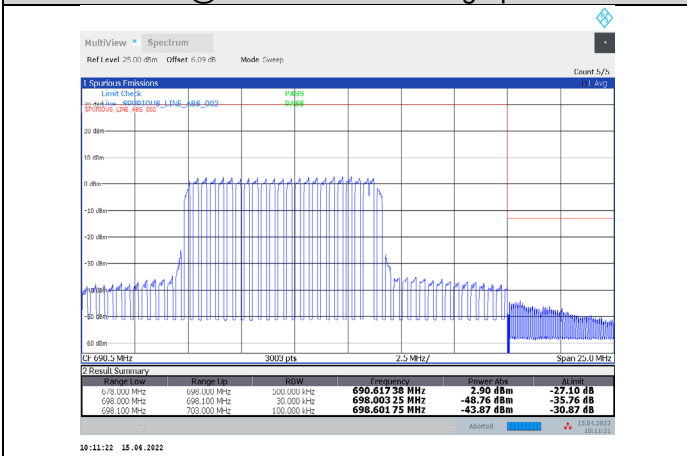 MultiView Spectrum
Ref Level 25.00 dBm Offset 6.09 dB Mode Sweep
Count 5/5
1 Spurious Emissions
Avg
Limit Check PASS
Line SPURIOUS_LINE_ABS_002 PASS
SPURIOUS_LINE_ABS_002
20 dBm
10 dBm
0 dBm
-10 dBm
-20 dBm
-30 dBm
-50 dBm
-60 dBm
CF 690.5 MHz 3003 pts 2.5 MHz/ Span 25.0 MHz
2 Result Summary
Range Low Range Up RBW Frequency Power Abs ΔLimit
678.000 MHz 698.000 MHz 500.000 kHz 690.617 38 MHz 2.90 dBm -27.10 dB
698.000 MHz 698.100 MHz 30.000 kHz 698.003 25 MHz -48.76 dBm -35.76 dB
698.100 MHz 703.000 MHz 100.000 kHz 698.601 75 MHz -43.87 dBm -30.87 dB
Aborted 15.04.2022
10:11:21
10:11:22 15.04.2022